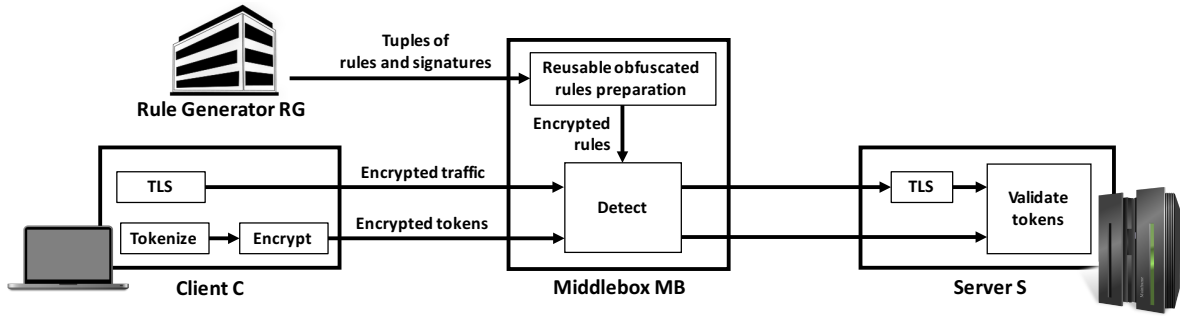 Tuples of
rules and signatures
Rule Generator RG
Reusable obfuscated
rules preparation
Encrypted
rules
TLS
Encrypted traffic
Detect
TLS
Validate
tokens
Tokenize
Encrypt
Encrypted tokens
Client C
Middlebox MB
Server S